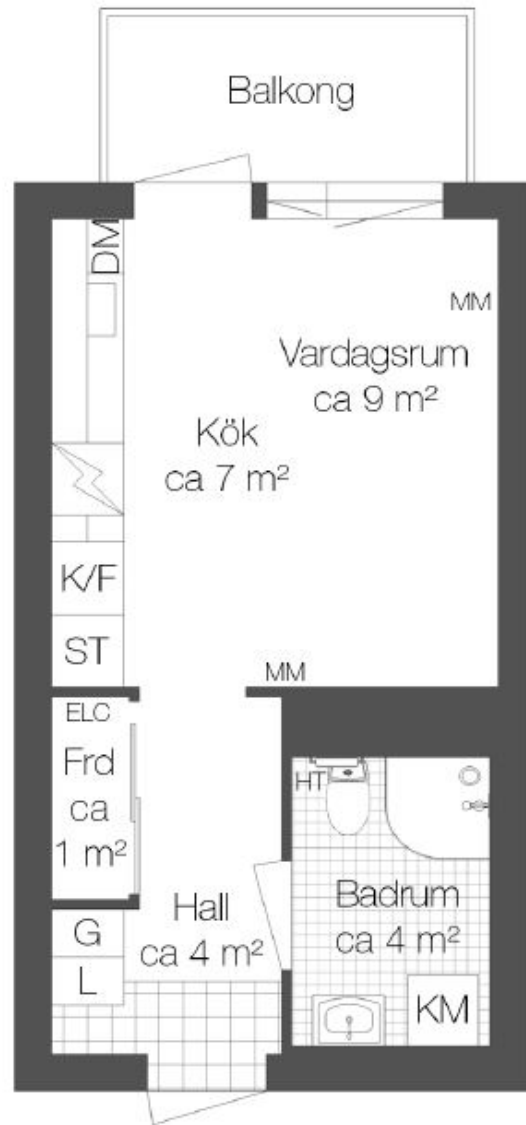 Balkong
DM
MM
Vardagsrum
ca 9 m²
Kök
ca 7 m²
K/F
ST
MM
ELC
Frd
ca
1 m²
HT
Hall
ca 4 m²
Badrum
ca 4 m²
G
L
KM